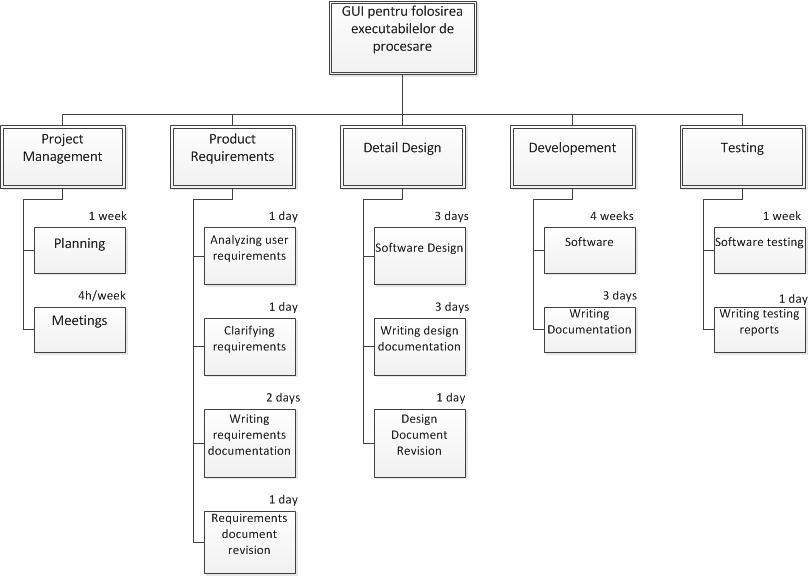 GUI pentru folosirea
executabilelor de
procesare
Project
Management
1 week
Planning
4h/week
Meetings
Product
Requirements
1 day
Analyzing user
requirements
1 day
Clarifying
requirements
2 days
Writing
requirements
documentation
1 day
Requirements
document
revision
Detail Design
3 days
Software Design
3 days
Writing design
documentation
1 day
Design
Document
Revision
Developement
4 weeks
Software
3 days
Writing
Documentation
Testing
1 week
Software testing
1 day
Writing testing
reports